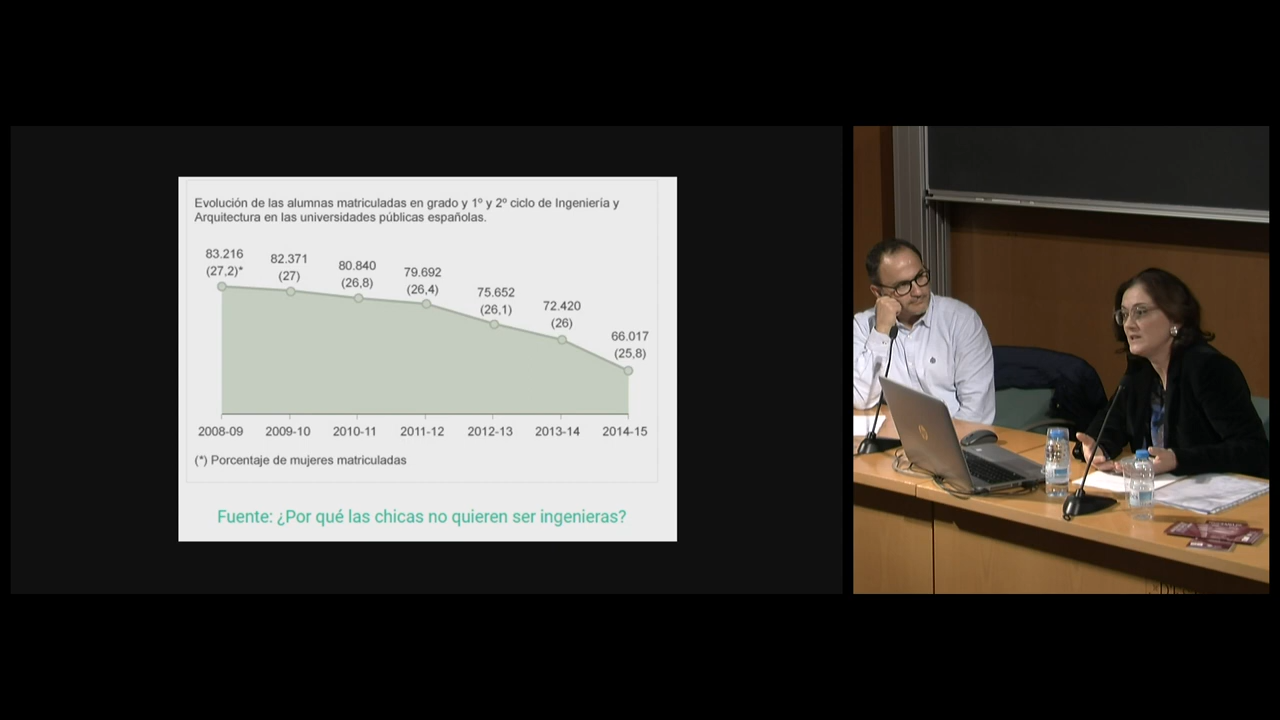 Evolución de las alumnas matriculadas en grado y 1º y 2º ciclo de Ingeniería y
Arquitectura en las universidades públicas españolas.
83.216
(27,2)*
82.371
(27)
80.840
(26,8)
79.692
(26,4)
75.652
(26,1)
72.420
(26)
66.017
(25,8)
2008-09 2009-10 2010-11 2011-12 2012-13 2013-14 2014-15
(*) Porcentaje de mujeres matriculadas
Fuente: ¿Por qué las chicas no quieren ser ingenieras?